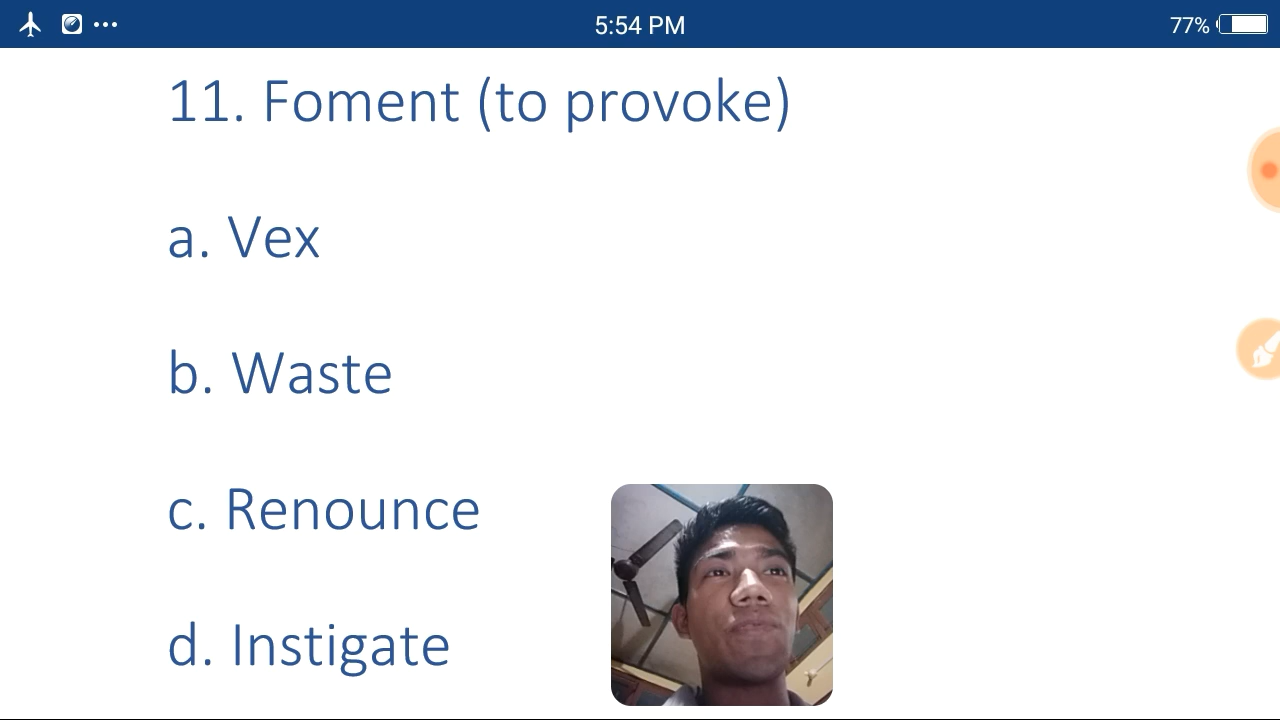 5:54 PM 77%
11. Foment (to provoke)
a. Vex
b. Waste
c. Renounce
d. Instigate